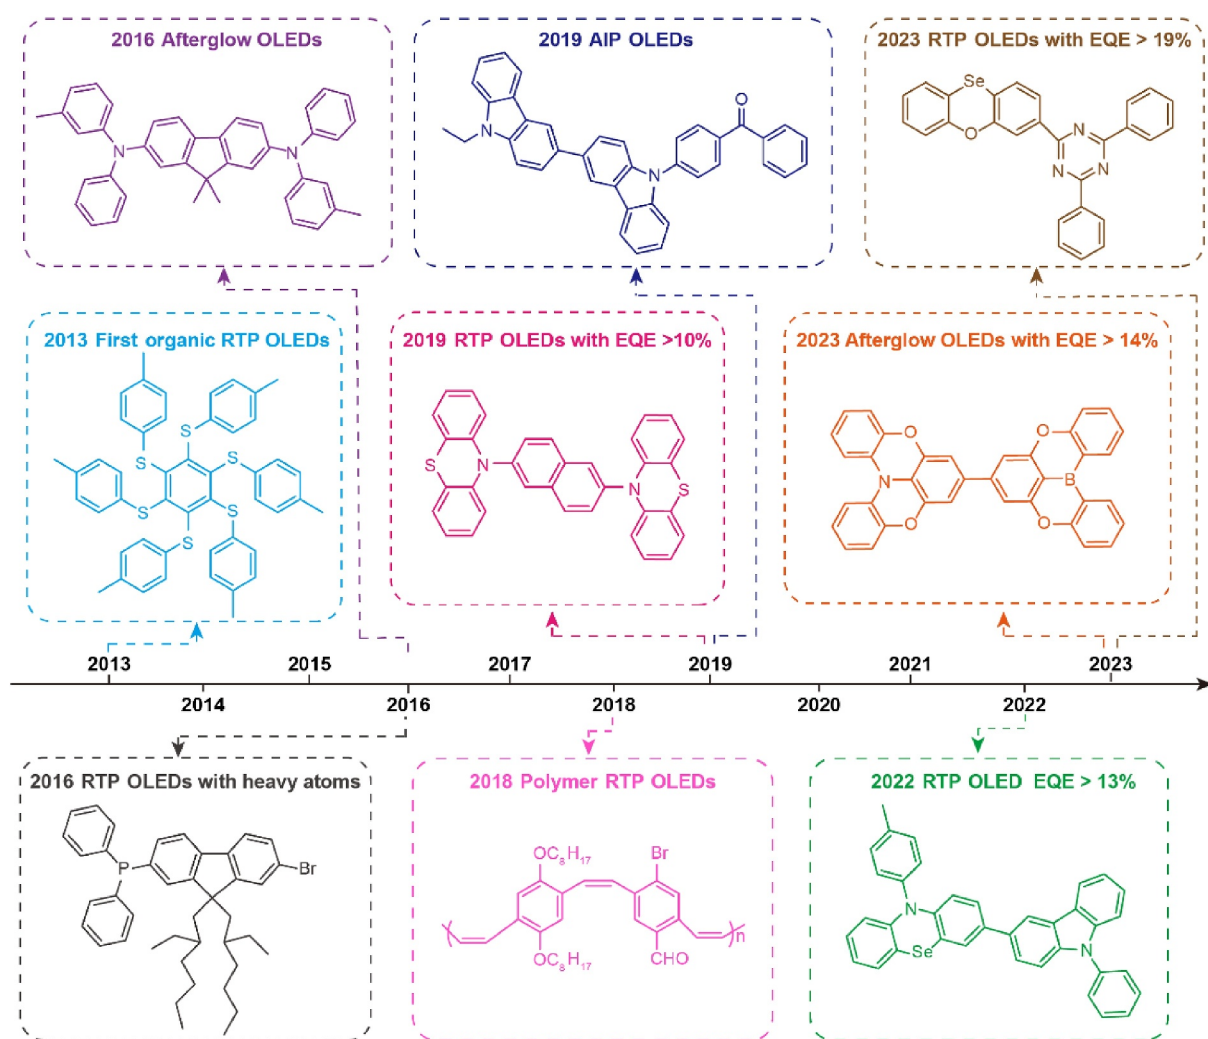 2016 Afterglow OLEDs
N
N
2019 AIP OLEDs
N
N
O
2023 RTP OLEDs with EQE > 19%
Se
O
N
N
N
2013 First organic RTP OLEDs
S
S
S
S
S
S
2019 RTP OLEDs with EQE >10%
S
N
N
S
2023 Afterglow OLEDs with EQE > 14%
O
O
N
B
O
O
2013
2015
2017
2019
2021
2023
2014
2016
2018
2020
2022
2016 RTP OLEDs with heavy atoms
P
Br
2018 Polymer RTP OLEDs
OC8H17
Br
n
OC8H17
CHO
2022 RTP OLED EQE > 13%
N
Se
N